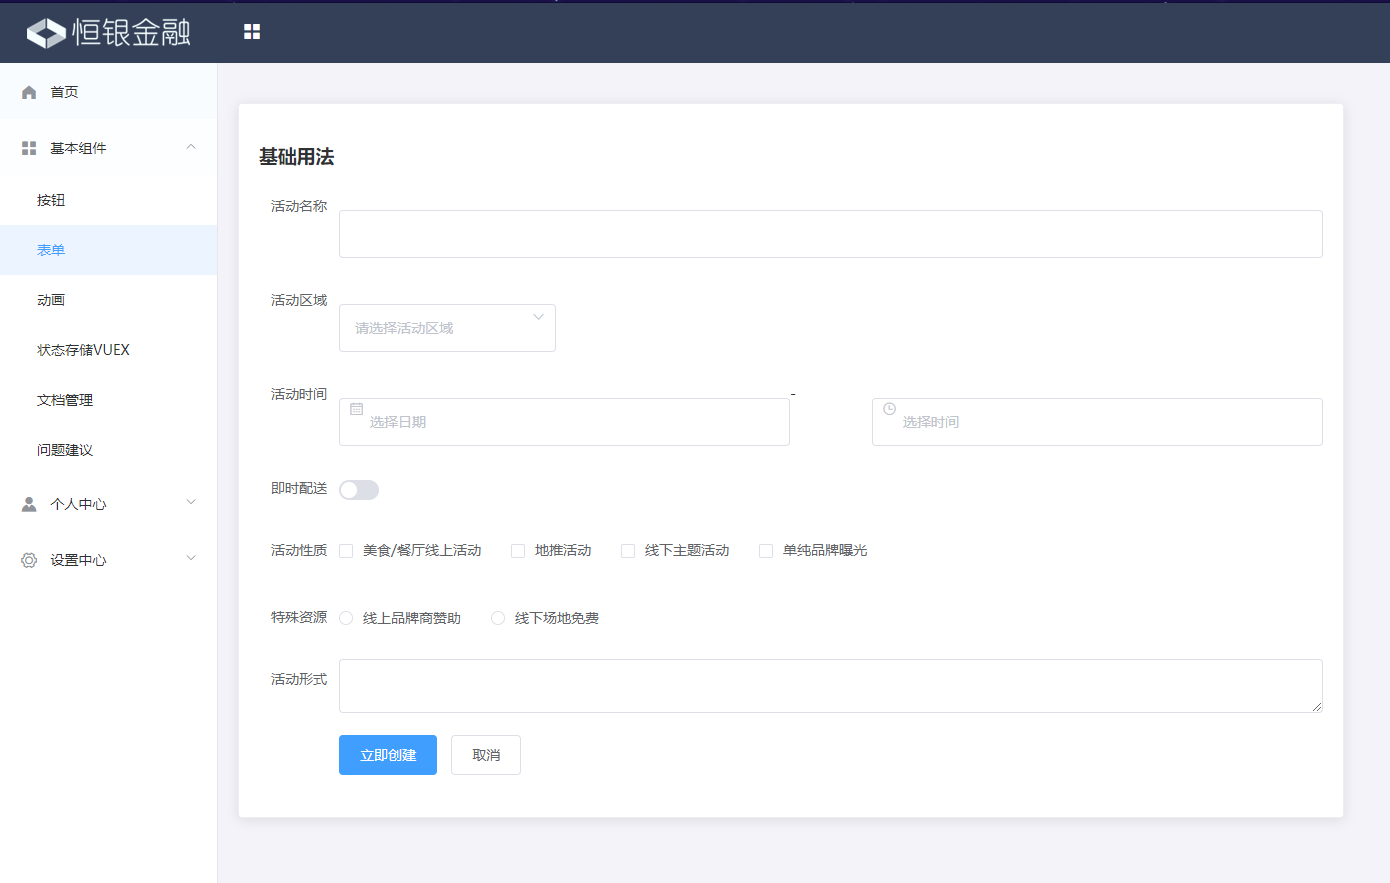 恒银金融
首页
基本组件
按钮
表单
动画
状态存储VUEX
文档管理
问题建议
个人中心
设置中心
基础用法
活动名称
活动区域
请选择活动区域
活动时间
选择日期
-
选择时间
即时配送
活动性质
美食/餐厅线上活动
地推活动
线下主题活动
单纯品牌曝光
特殊资源
线上品牌商赞助
线下场地免费
活动形式
立即创建
取消